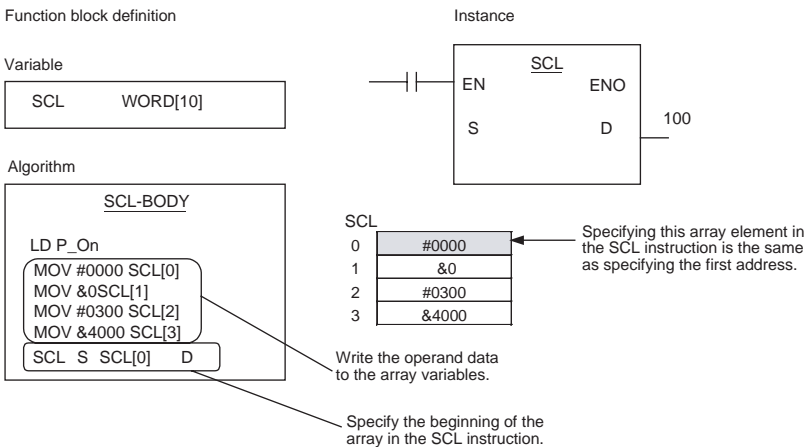 Function block definition
Instance
Variable
SCL WORD[10]
SCL
EN ENO
S D
100
Algorithm
SCL-BODY
LD P_On
MOV #0000 SCL[0]
MOV &0SCL[1]
MOV #0300 SCL[2]
MOV &4000 SCL[3]
SCL S SCL[0] D
SCL
0 #0000
1 &0
2 #0300
3 &4000
Specifying this array element in
the SCL instruction is the same
as specifying the first address.
Write the operand data
to the array variables.
Specify the beginning of the
array in the SCL instruction.